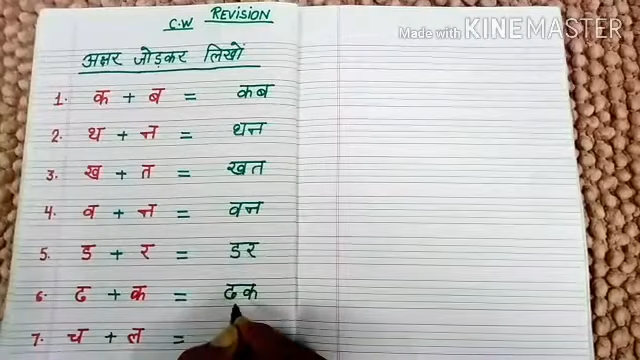 Made with KINEMASTER
C.W REVISION
अक्षर जोड़कर लिखों
1. क + ब = कब
2. थ + न = थन
3. ख + त = खत
4. व + न = वन
5. ड + र = डर
6. ढ + क = ढक
7. च + ल =